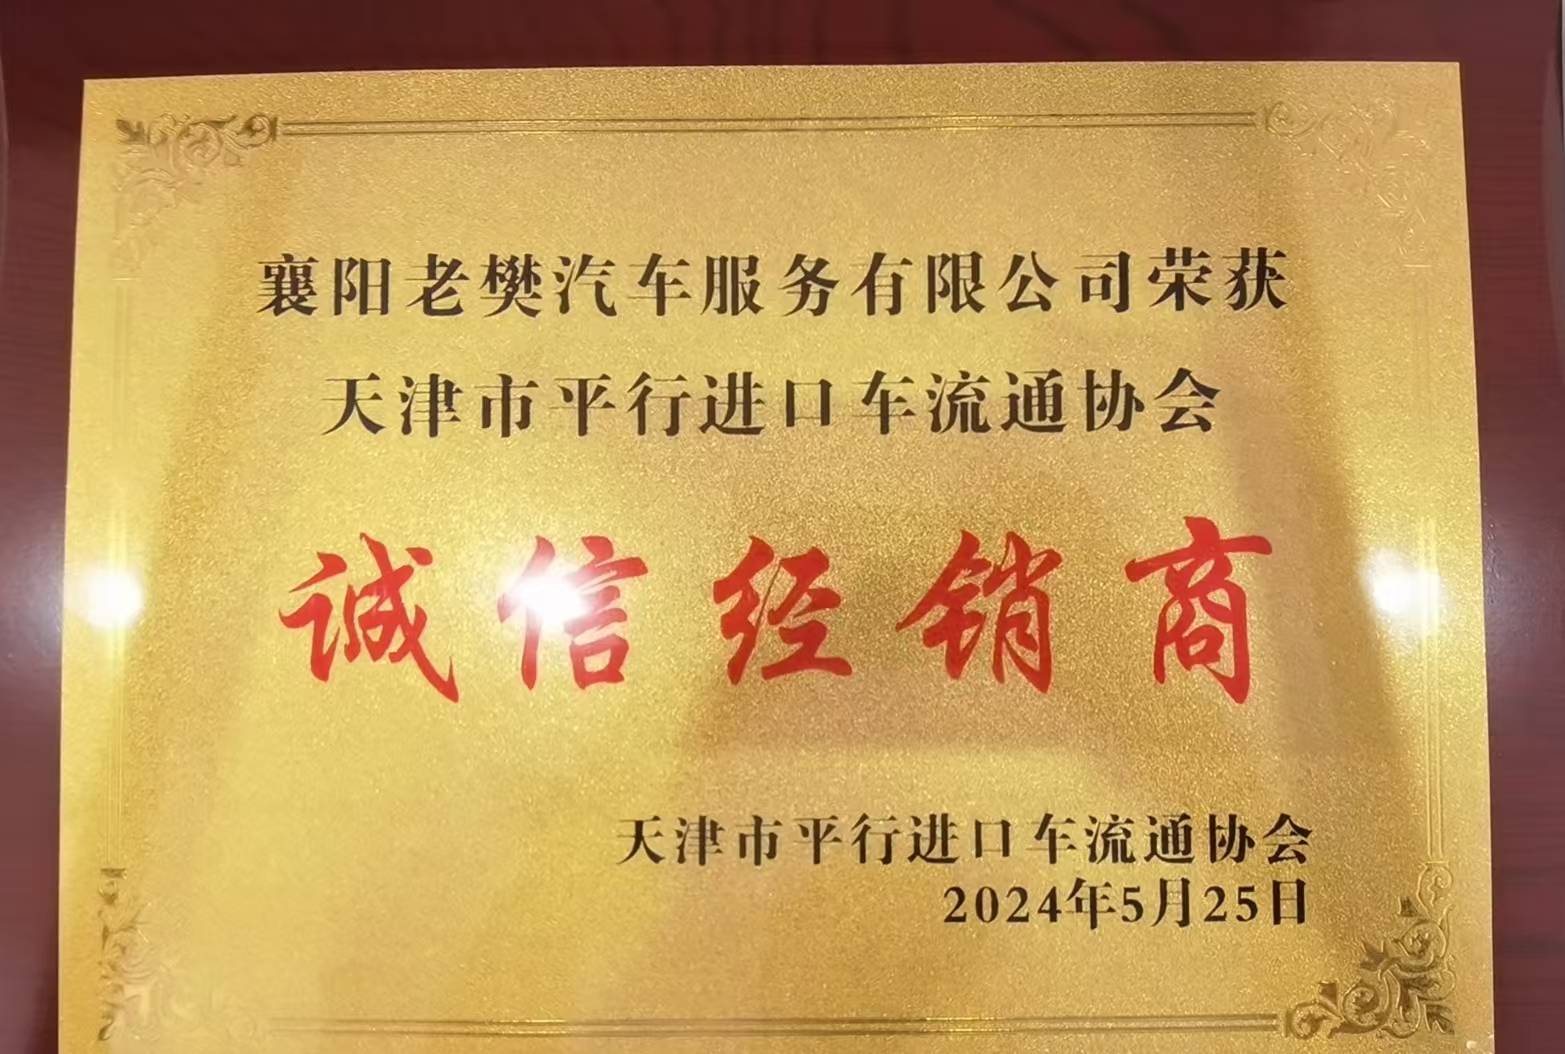 襄阳老樊汽车服务有限公司荣获
天津市平行进口车流通协会
诚信经销商
天津市平行进口车流通协会
2024年5月25日